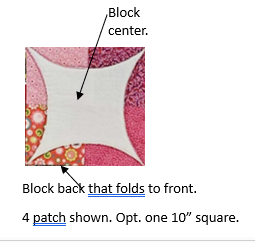 Block
center.
Block back that folds to front.
4 patch shown. Opt. one 10” square.